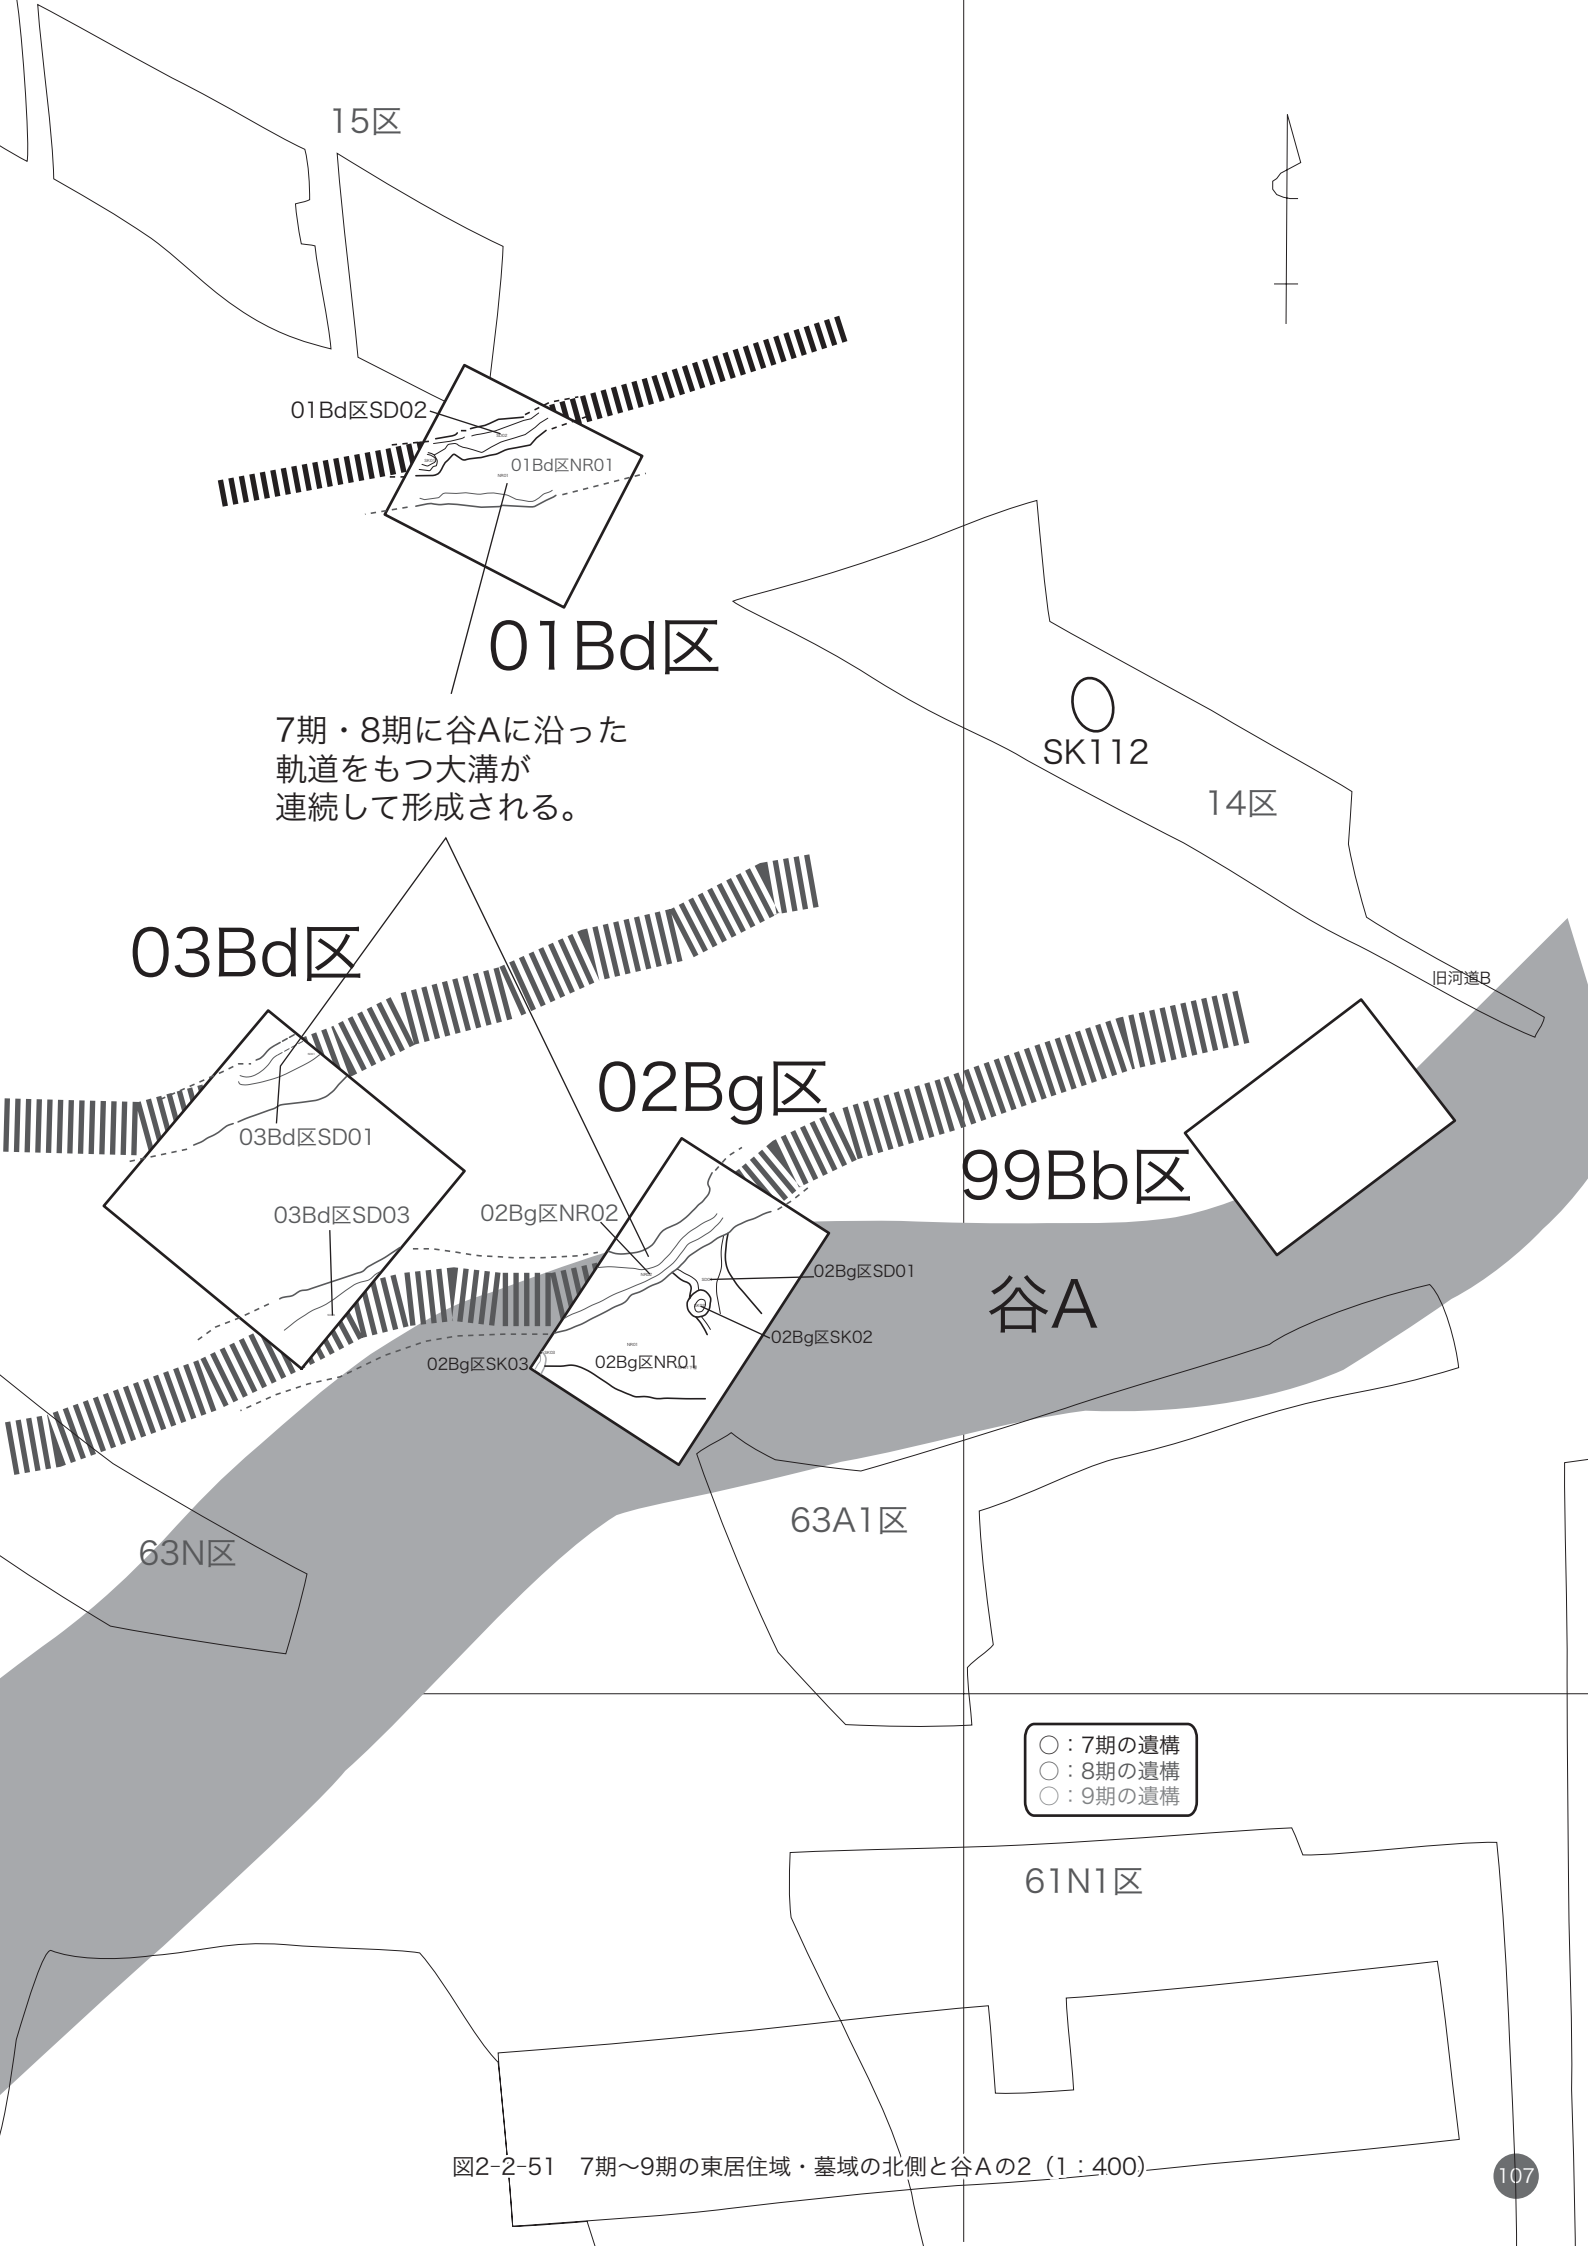 15区
01Bd区SD02
01Bd区NR01
01Bd区
7期・8期に谷Aに沿った
軌道をもつ大溝が
連続して形成される。
SK112
14区
旧河道B
03Bd区
03Bd区SD01
03Bd区SD03
02Bg区
02Bg区NR02
99Bb区
02Bg区SD01
谷A
02Bg区SK02
02Bg区SK03
02Bg区NR01
63A1区
63N区
○：7期の遺構
○：8期の遺構
○：9期の遺構
61N1区
図2-2-51　7期～9期の東居住域・墓域の北側と谷Aの2（1：400）
107